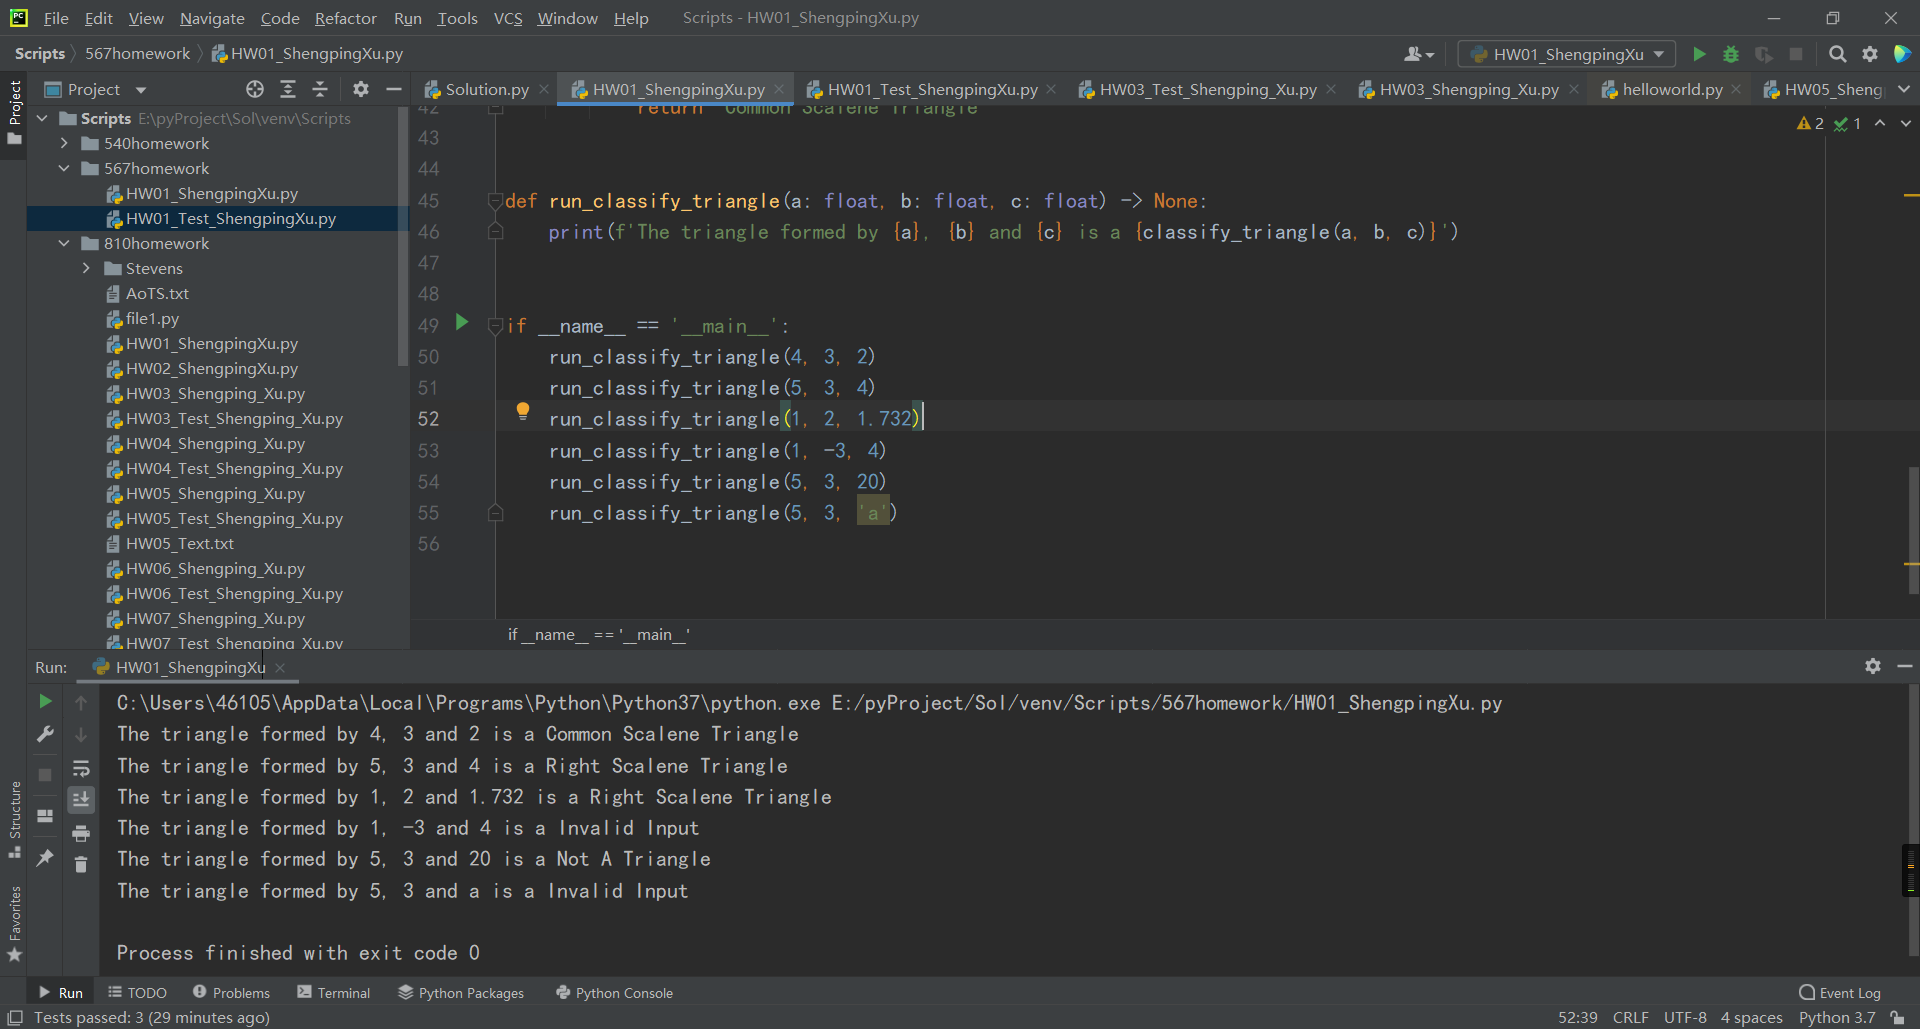 PC File Edit View Navigate Code Refactor Run Tools VCS Window Help Scripts - HW01_ShengpingXu.py
Scripts 567homework HW01_ShengpingXu.py HW01_ShengpingXu
Project Project Solution.py HW01_ShengpingXu.py HW01_Test_ShengpingXu.py HW03_Test_Shengping_Xu.py HW03_Shengping_Xu.py helloworld.py HW05_Sheng
Scripts E:\pyProject\Sol\venv\Scripts
540homework
567homework
HW01_ShengpingXu.py
HW01_Test_ShengpingXu.py
810homework
Stevens
AoTS.txt
file1.py
HW01_ShengpingXu.py
HW02_ShengpingXu.py
HW03_Shengping_Xu.py
HW03_Test_Shengping_Xu.py
HW04_Shengping_Xu.py
HW04_Test_Shengping_Xu.py
HW05_Shengping_Xu.py
HW05_Test_Shengping_Xu.py
HW05_Text.txt
HW06_Shengping_Xu.py
HW06_Test_Shengping_Xu.py
HW07_Shengping_Xu.py
HW07_Test_Shengping_Xu.py
2 1
42 return 'Common Scalene Triangle'
43
44
45 def run_classify_triangle(a: float, b: float, c: float) -> None:
46 print(f'The triangle formed by {a}, {b} and {c} is a {classify_triangle(a, b, c)}')
47
48
49 if __name__ == '__main__':
50 run_classify_triangle(4, 3, 2)
51 run_classify_triangle(5, 3, 4)
52 run_classify_triangle(1, 2, 1.732)
53 run_classify_triangle(1, -3, 4)
54 run_classify_triangle(5, 3, 20)
55 run_classify_triangle(5, 3, 'a')
56
if __name__ == '__main__'
Run: HW01_ShengpingXu
C:\Users\46105\AppData\Local\Programs\Python\Python37\python.exe E:/pyProject/Sol/venv/Scripts/567homework/HW01_ShengpingXu.py
The triangle formed by 4, 3 and 2 is a Common Scalene Triangle
The triangle formed by 5, 3 and 4 is a Right Scalene Triangle
The triangle formed by 1, 2 and 1.732 is a Right Scalene Triangle
The triangle formed by 1, -3 and 4 is a Invalid Input
The triangle formed by 5, 3 and 20 is a Not A Triangle
The triangle formed by 5, 3 and a is a Invalid Input
Process finished with exit code 0
Structure
Favorites
Run TODO Problems Terminal Python Packages Python Console Event Log
Tests passed: 3 (29 minutes ago) 52:39 CRLF UTF-8 4 spaces Python 3.7